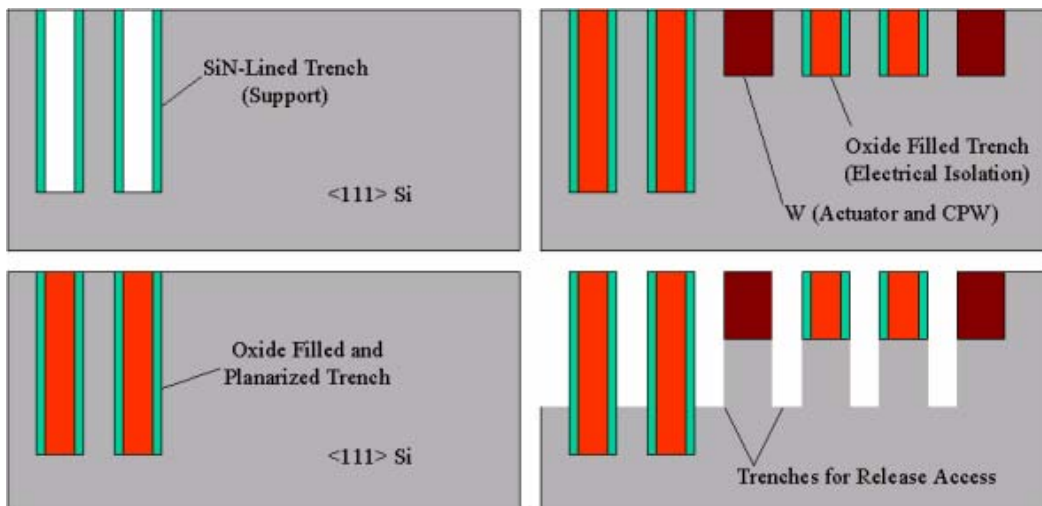 SiN-Lined Trench
(Support)
<111> Si
Oxide Filled Trench
(Electrical Isolation)
W (Actuator and CPW)
Oxide Filled and
Planarized Trench
<111> Si
Trenches for Release Access